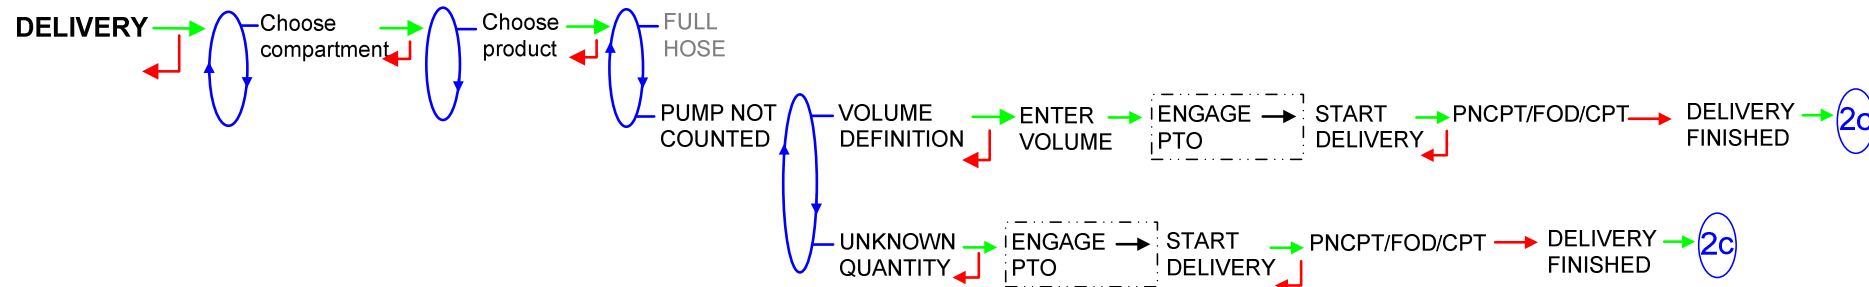 DELIVERY
Choose
compartment
Choose
product
FULL
HOSE
PUMP NOT
COUNTED
VOLUME
DEFINITION
ENTER
VOLUME
ENGAGE
PTO
START
DELIVERY
PNCPT/FOD/CPT
DELIVERY
FINISHED
2c
UNKNOWN
QUANTITY
ENGAGE
PTO
START
DELIVERY
PNCPT/FOD/CPT
DELIVERY
FINISHED
2c